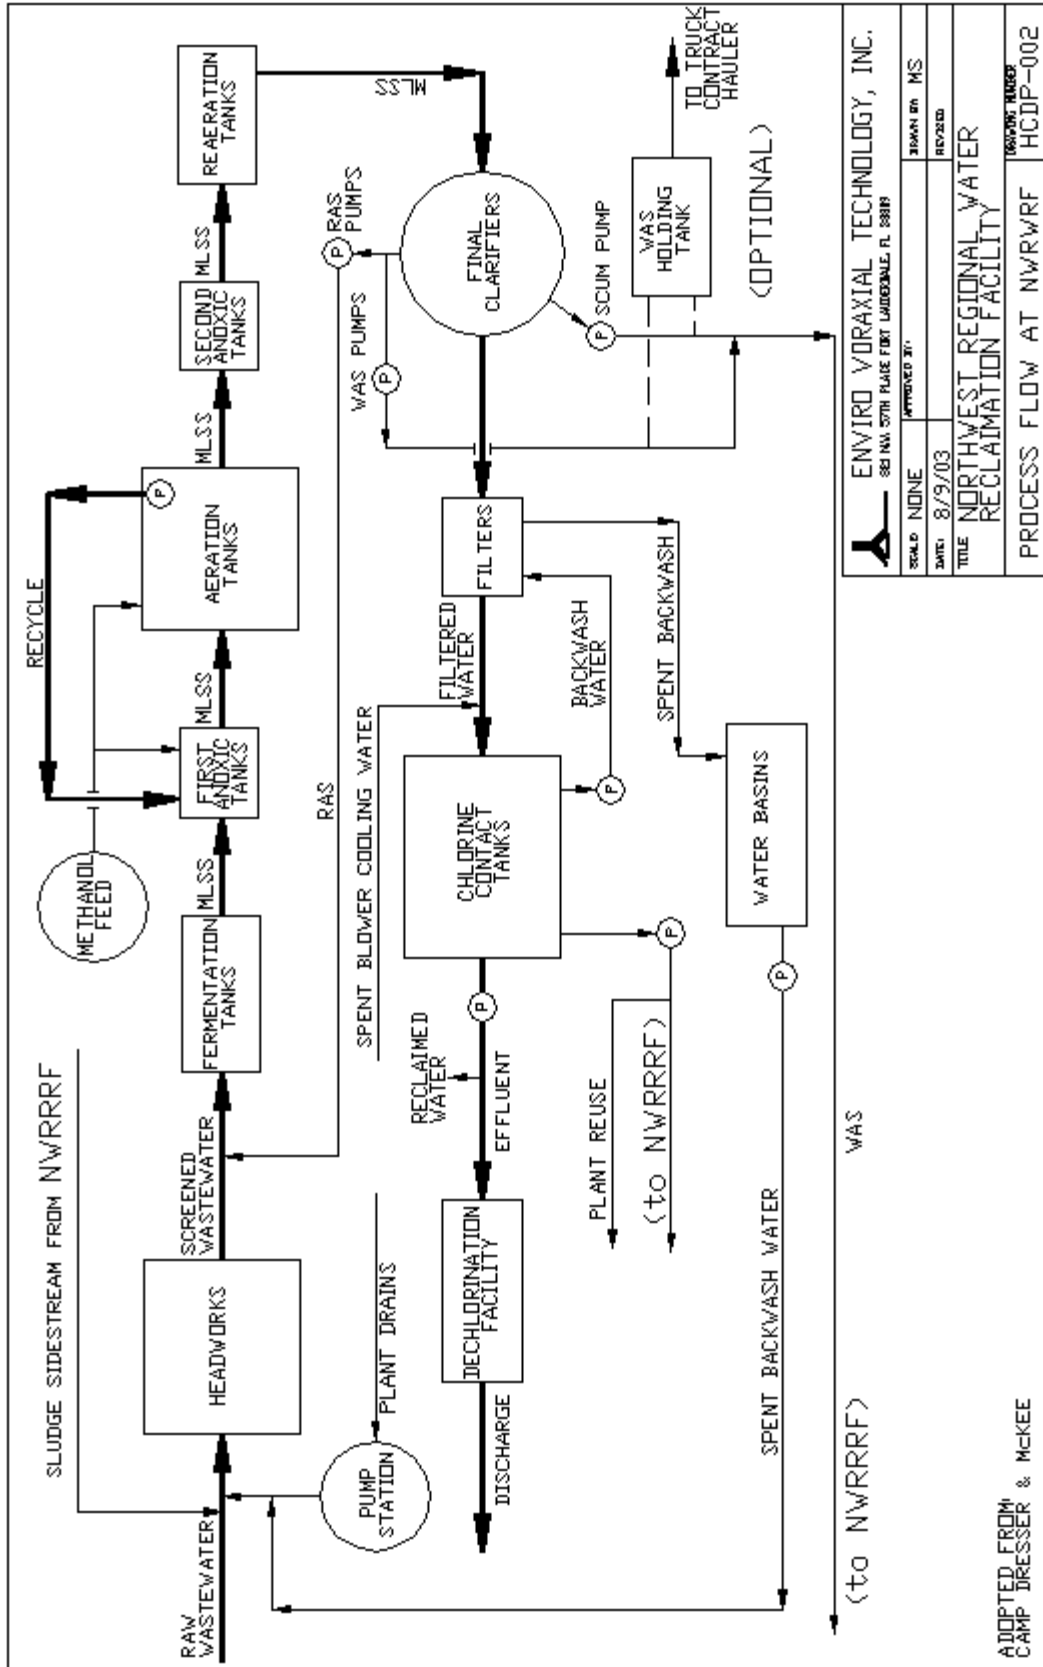 SLUDGE SIDESTREAM FROM NWRRRF
RAW
WASTEWATER
HEADWORKS
SCREENED
WASTEWATER
FERMENTATION
TANKS
MLSS
METHANOL
FEED
FIRST
ANOXIC
TANKS
MLSS
RECYCLE
AERATION
TANKS
P
MLSS
SECOND
ANOXIC
TANKS
MLSS
REAERATION
TANKS
MLSS
RAS
P
RAS
PUMPS
WAS PUMPS
P
FINAL
CLARIFIERS
P
SCUM PUMP
WAS
HOLDING
TANK
TO TRUCK
CONTRACT
HAULER
(OPTIONAL)
FILTERS
FILTERED
WATER
SPENT BLOWER COOLING WATER
BACKWASH
WATER
P
SPENT BACKWASH
CHLORINE
CONTACT
TANKS
P
WATER BASINS
P
P
RECLAIMED
WATER
EFFLUENT
PLANT REUSE
(to NWRRRF)
DECHLORINATION
FACILITY
DISCHARGE
PLANT DRAINS
PUMP
STATION
SPENT BACKWASH WATER
WAS
(to NWRRRF)
ADOPTED FROM:
CAMP DRESSER & McKEE
ENVIRO VORAXIAL TECHNOLOGY, INC.
57TH PLACE FORT LAUDERDALE, FL
SCALE: NONE
APPROVED BY:
DRAWN BY: MS
DATE: 8/9/03
REVISED
TITLE NORTHWEST REGIONAL WATER
RECLAIMATION FACILITY
PROCESS FLOW AT NWRWRF
DRAWING NUMBER
HCDP-002